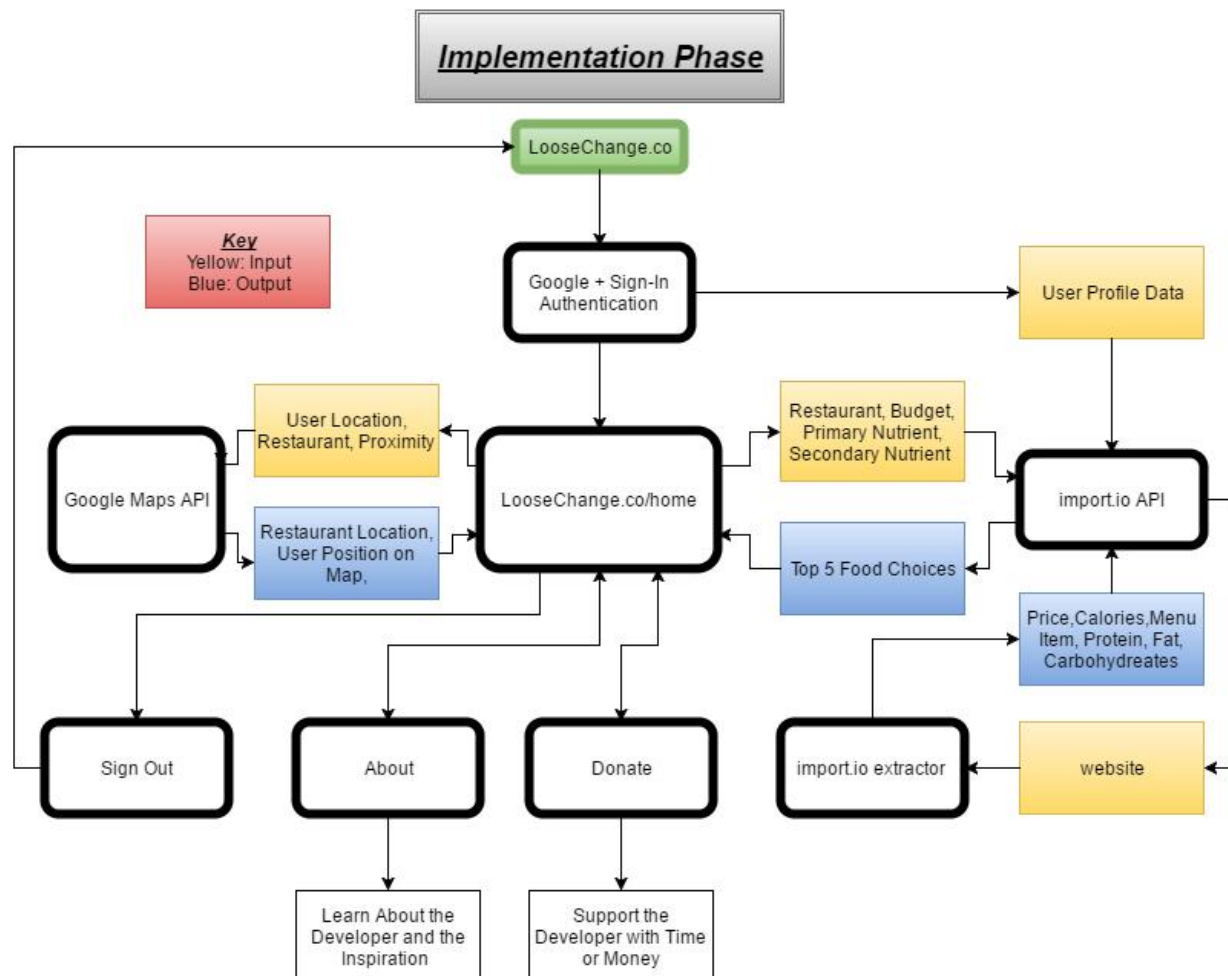 Implementation Phase
LooseChange.co
Key
Yellow: Input
Blue: Output
Google + Sign-In
Authentication
User Profile Data
User Location,
Restaurant, Proximity
Restaurant, Budget,
Primary Nutrient,
Secondary Nutrient
Google Maps API
LooseChange.co/home
import.io API
Restaurant Location,
User Position on
Map,
Top 5 Food Choices
Price,Calories,Menu
Item, Protein, Fat,
Carbohydreates
Sign Out
About
Donate
import.io extractor
website
Learn About the
Developer and the
Inspiration
Support the
Developer with Time
or Money